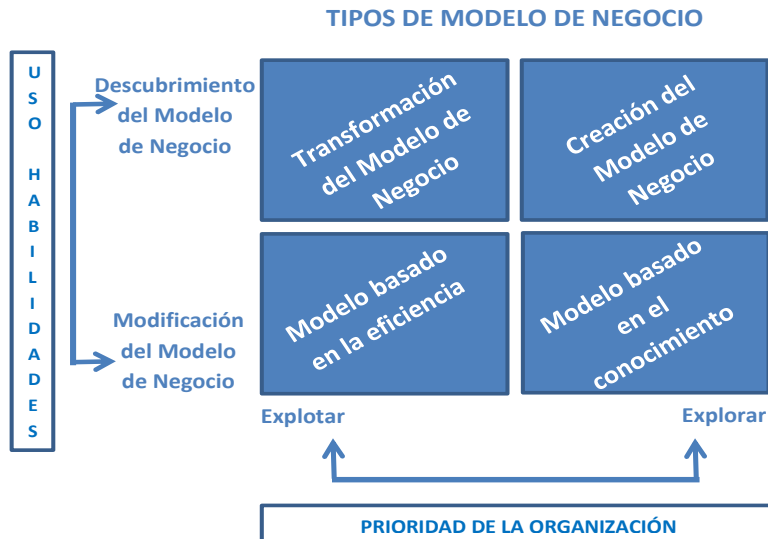 TIPOS DE MODELO DE NEGOCIO
USO HABILIDADES
Descubrimiento
del Modelo
de Negocio
Transformación
del Modelo de
Negocio
Creación del
Modelo de
Negocio
Modificación
del Modelo
de Negocio
Modelo basado
en la eficiencia
Modelo basado
en el
conocimiento
Explotar
Explorar
PRIORIDAD DE LA ORGANIZACIÓN